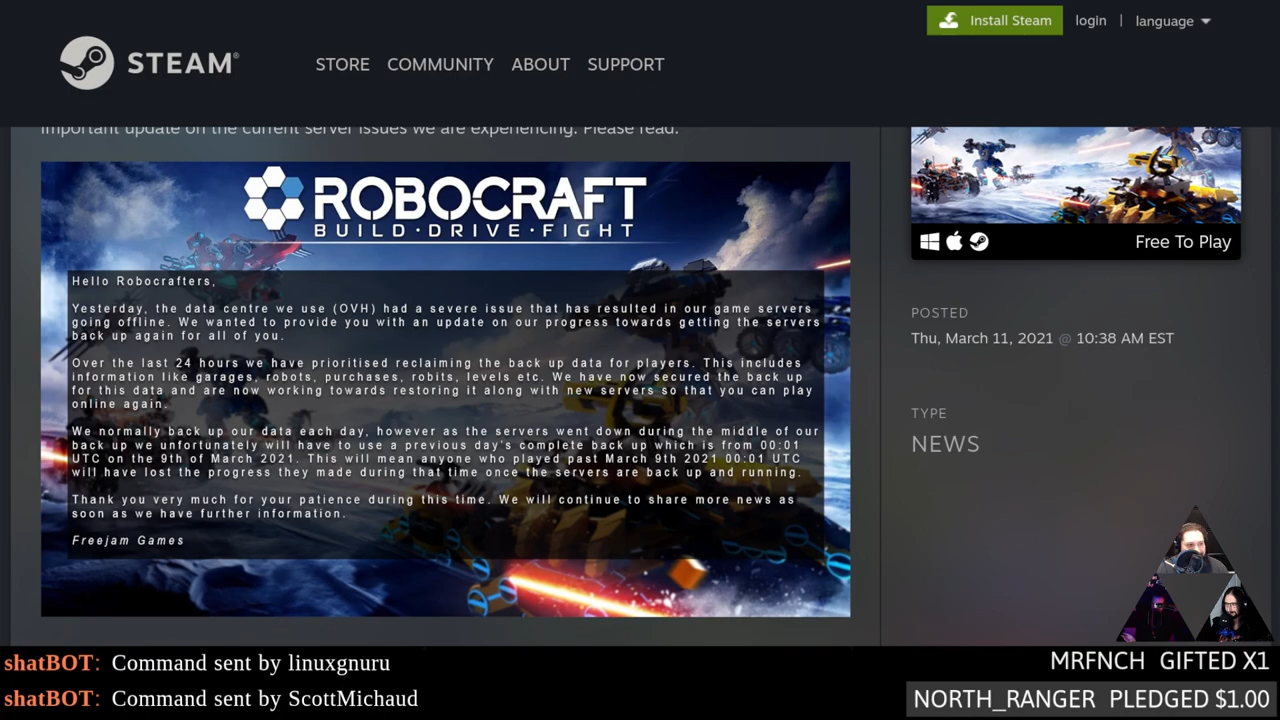 Install Steam login | language
STEAM®
STORE COMMUNITY ABOUT SUPPORT
Important update on the current server issues we are experiencing. Please read.
ROBOCRAFT
BUILD·DRIVE·FIGHT
Hello Robocrafters,
Yesterday, the data centre we use (OVH) had a severe issue that has resulted in our game servers
going offline. We wanted to provide you with an update on our progress towards getting the servers
back up again for all of you.
Over the last 24 hours we have prioritised reclaiming the back up data for players. This includes
information like garages, robots, purchases, robits, levels etc. We have now secured the back up
for this data and are now working towards restoring it along with new servers so that you can play
online again.
We normally back up our data each day, however as the servers went down during the middle of our
back up we unfortunately will have to use a previous day's complete back up which is from 00:01
UTC on the 9th of March 2021. This will mean anyone who played past March 9th 2021 00:01 UTC
will have lost the progress they made during that time once the servers are back up and running.
Thank you very much for your patience during this time. We will continue to share more news as
soon as we have further information.
Freejam Games
Free To Play
POSTED
Thu, March 11, 2021 @ 10:38 AM EST
TYPE
NEWS
shatBOT: Command sent by linuxgnuru
shatBOT: Command sent by ScottMichaud
MRFNCH GIFTED X1
NORTH_RANGER PLEDGED $1.00